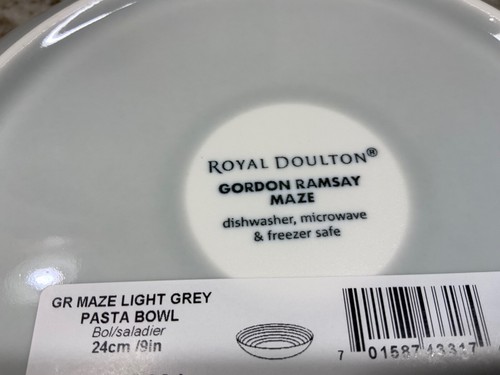 ROYAL DOULTON®
GORDON RAMSAY
MAZE
dishwasher, microwave
& freezer safe
GR MAZE LIGHT GREY
PASTA BOWL
Bol/saladier
24cm /9in
7 01587 43317